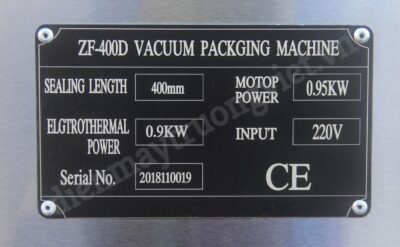 ZF-400D VACUUM PACKGING MACHINE
SEALING LENGTH 400mm MOTOP POWER 0.95KW
ELGTROTHERMAL POWER 0.9KW INPUT 220V
Serial No. 2018110019 CE